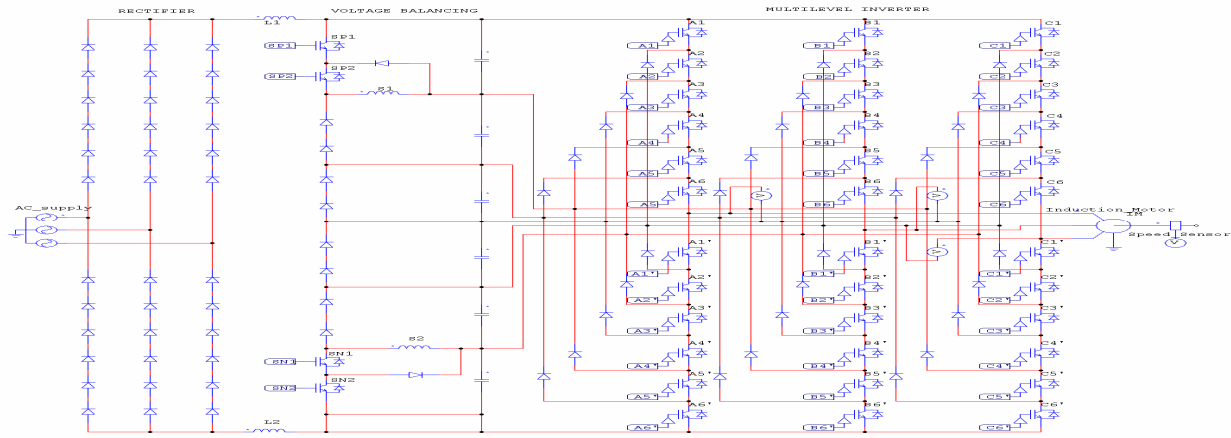 RECTIFIER
VOLTAGE BALANCING
MULTILEVEL INVERTER
L1
SP1
SP1
SP2
SP2
S1
AC_supply
S2
SN1
SN1
SN2
SN2
L2
A1
A1
A2
A2
A3
A3
A4
A4
A5
A5
A6
A5
A1'
A1'
A2'
A2'
A3'
A3'
A4'
A4'
A5'
A5'
A6'
A6'
B1
B1
B2
B2
B3
B3
B4
B4
B5
B5
B6
B6
B1'
B1'
B2'
B2'
B3'
B3'
B4'
B4'
B5'
B5'
B6'
B6'
C1
C1
C2
C2
C3
C3
C4
C4
C5
C5
C6
C6
C1'
C1'
C2'
C2'
C3'
C3'
C4'
C4'
C5'
C5'
C6'
C6'
Induction_Motor
IM
Speed_Sensor
V
V
V
V